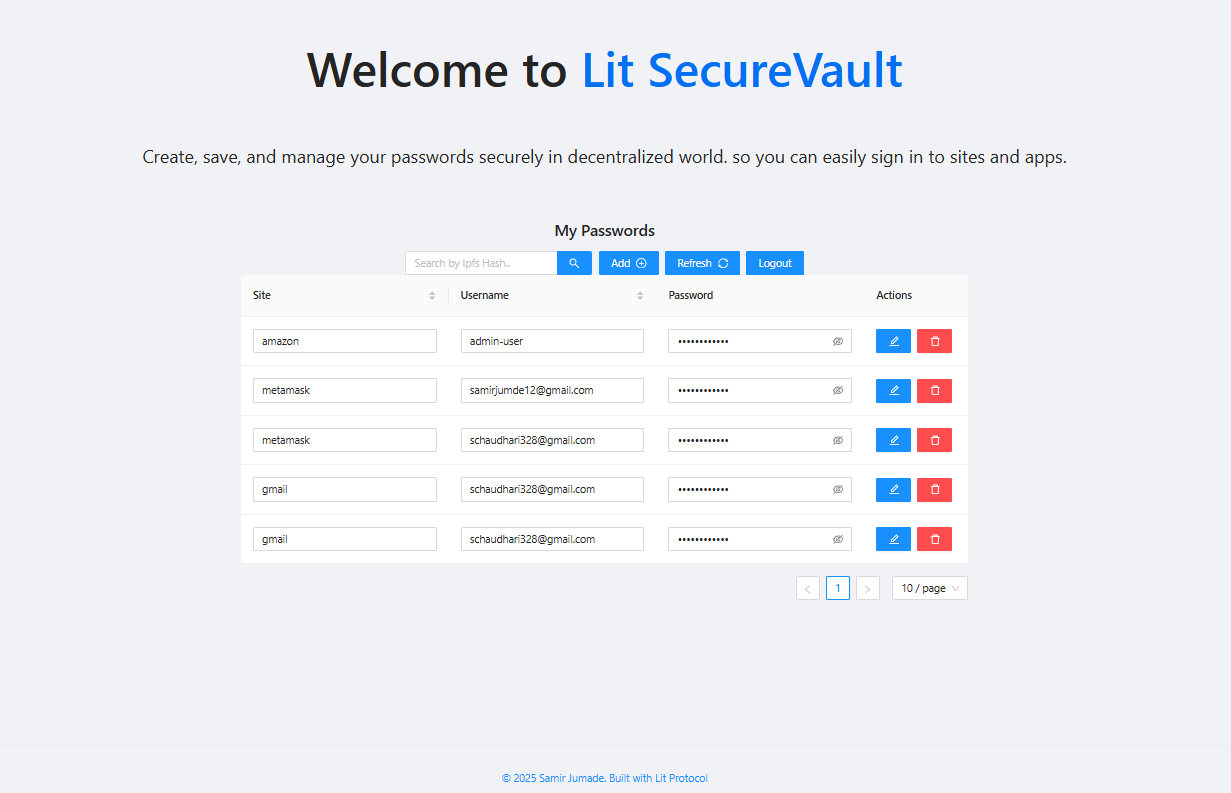 Welcome to Lit SecureVault
Create, save, and manage your passwords securely in decentralized world. so you can easily sign in to sites and apps.
My Passwords
Search by Ipfs Hash.. Add Refresh Logout
Site Username Password Actions
amazon admin-user ••••••••••••
metamask samirjumde12@gmail.com ••••••••••••
metamask schaudhari328@gmail.com ••••••••••••
gmail schaudhari328@gmail.com ••••••••••••
gmail schaudhari328@gmail.com ••••••••••••
< 1 > 10 / page
© 2025 Samir Jumade. Built with Lit Protocol